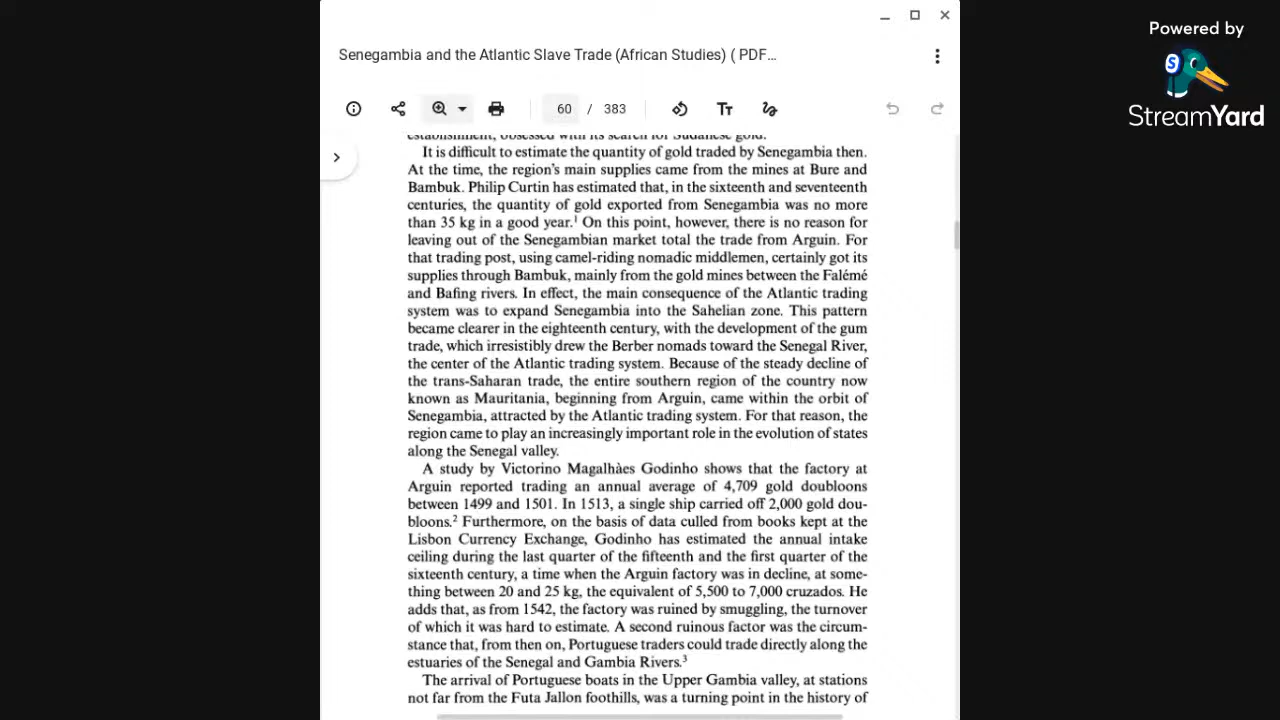 Powered by
StreamYard
Senegambia and the Atlantic Slave Trade (African Studies) ( PDF…
60 / 383
establishment, obsessed with its search for Sudanese gold.
It is difficult to estimate the quantity of gold traded by Senegambia then.
At the time, the region's main supplies came from the mines at Bure and
Bambuk. Philip Curtin has estimated that, in the sixteenth and seventeenth
centuries, the quantity of gold exported from Senegambia was no more
than 35 kg in a good year.¹ On this point, however, there is no reason for
leaving out of the Senegambian market total the trade from Arguin. For
that trading post, using camel-riding nomadic middlemen, certainly got its
supplies through Bambuk, mainly from the gold mines between the Falémé
and Bafing rivers. In effect, the main consequence of the Atlantic trading
system was to expand Senegambia into the Sahelian zone. This pattern
became clearer in the eighteenth century, with the development of the gum
trade, which irresistibly drew the Berber nomads toward the Senegal River,
the center of the Atlantic trading system. Because of the steady decline of
the trans-Saharan trade, the entire southern region of the country now
known as Mauritania, beginning from Arguin, came within the orbit of
Senegambia, attracted by the Atlantic trading system. For that reason, the
region came to play an increasingly important role in the evolution of states
along the Senegal valley.
A study by Victorino Magalhàes Godinho shows that the factory at
Arguin reported trading an annual average of 4,709 gold doubloons
between 1499 and 1501. In 1513, a single ship carried off 2,000 gold dou-
bloons.² Furthermore, on the basis of data culled from books kept at the
Lisbon Currency Exchange, Godinho has estimated the annual intake
ceiling during the last quarter of the fifteenth and the first quarter of the
sixteenth century, a time when the Arguin factory was in decline, at some-
thing between 20 and 25 kg, the equivalent of 5,500 to 7,000 cruzados. He
adds that, as from 1542, the factory was ruined by smuggling, the turnover
of which it was hard to estimate. A second ruinous factor was the circum-
stance that, from then on, Portuguese traders could trade directly along the
estuaries of the Senegal and Gambia Rivers.³
The arrival of Portuguese boats in the Upper Gambia valley, at stations
not far from the Futa Jallon foothills, was a turning point in the history of